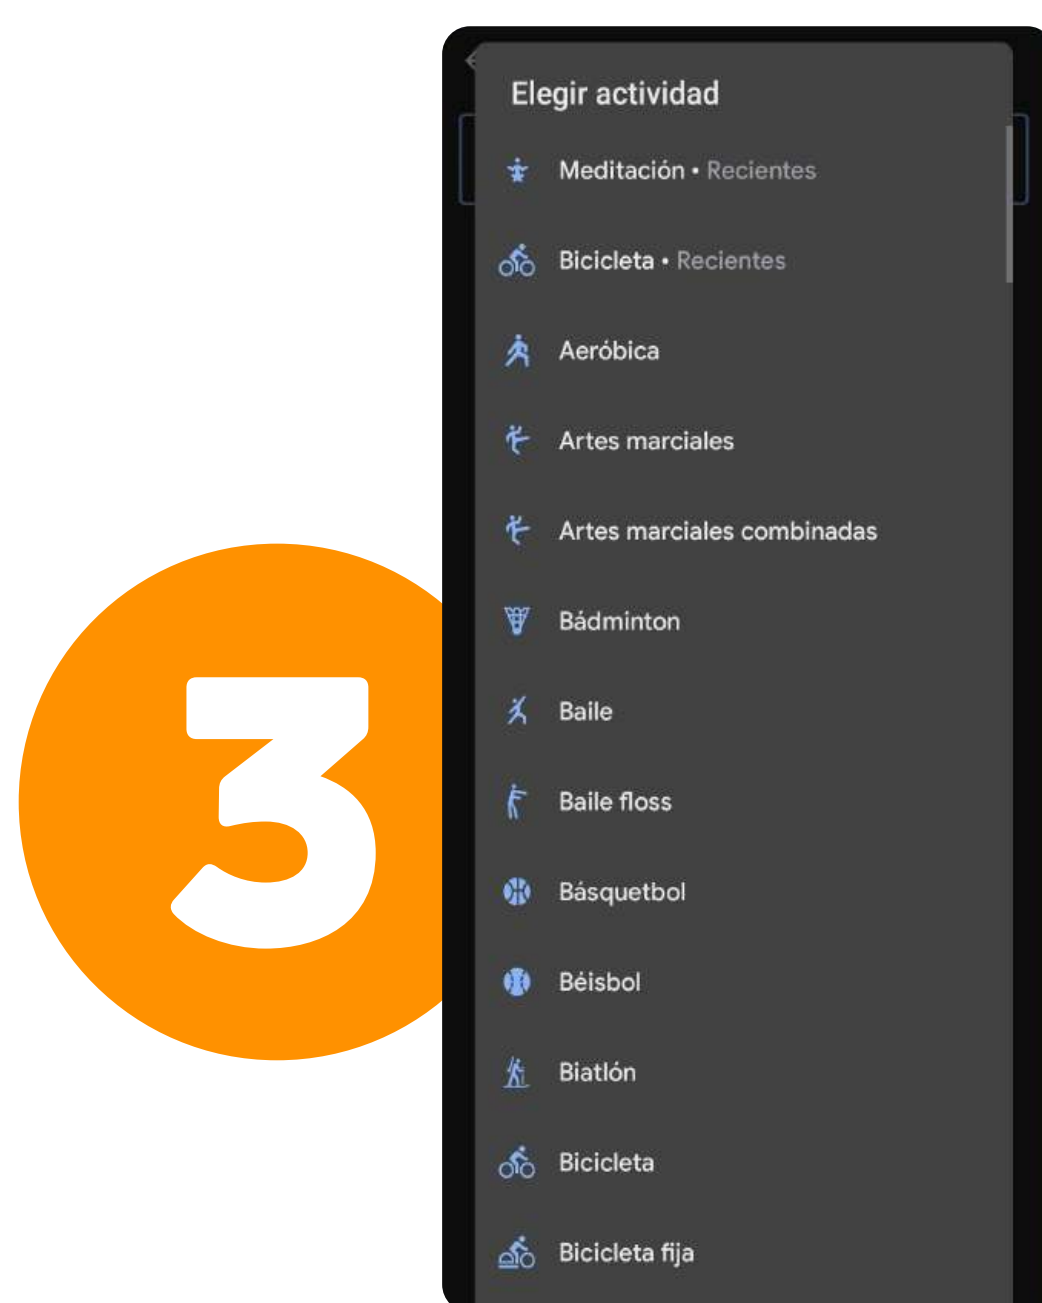 Elegir actividad
Meditación • Recientes
Bicicleta • Recientes
Aeróbica
Artes marciales
Artes marciales combinadas
Bádminton
Baile
Baile floss
Básquetbol
Béisbol
Biatlón
Bicicleta
Bicicleta fija
3